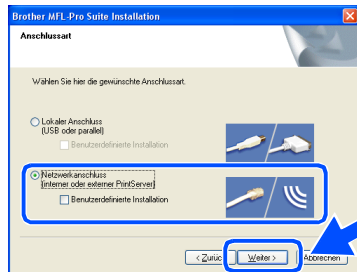 Brother MFL-Pro Suite Installation
Anschlussart
Wählen Sie hier die gewünschte Anschlussart.
Lokaler Anschluss
(USB oder parallel)
Benutzerdefinierte Installation
Netzwerkanschluss
(interner oder externer PrintServer)
Benutzerdefinierte Installation
< Zurüc
Weiter >
Abbrechen